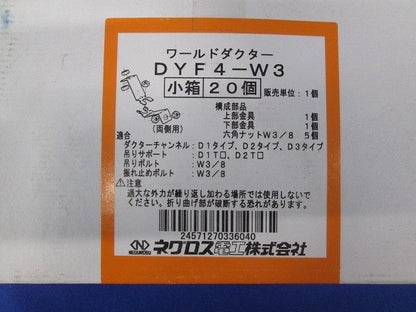 ワールドダクター
DYF4-W3
小箱 20個 販売単位:1個
構成部品
上部金具 1個
下部金具 1個
(両側用) 六角ナットW3/8 5個
適合
ダクターチャンネル:D1タイプ、D2タイプ、D3タイプ
吊りサポート:D1T□、D2T□
吊りボルト:W3/8
振れ止めボルト:W3/8
⚠注意
過大な外力が繰り返し加わる場所では使用しないで
ください。折り曲げ部が破断する恐れがあります。
NEGUROSU ネグロス電工株式会社
24571270336040